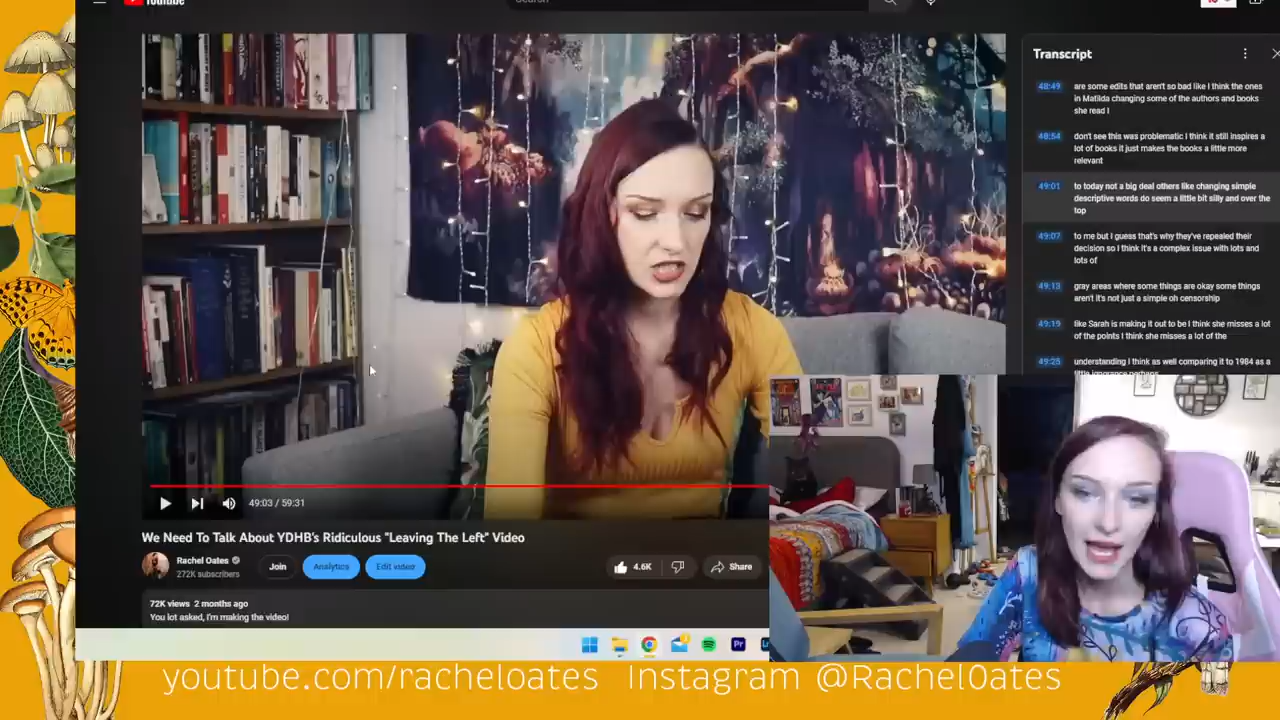 YouTube
Search
Transcript
48:49
are some edits that aren't so bad like I think the ones
in Matilda changing some of the authors and books
she read I
48:54
don't see this was problematic I think it still inspires a
lot of books it just makes the books a little more
relevant
49:01
to today not a big deal others like changing simple
descriptive words do seem a little bit silly and over the
top
49:07
to me but I guess that's why they've repealed their
decision so I think it's a complex issue with lots and
lots of
49:13
gray areas where some things are okay some things
aren't it's not just a simple oh censorship
49:19
like Sarah is making it out to be I think she misses a lot
of the points I think she misses a lot of the
49:25
understanding I think as well comparing it to 1984 as a
little ignorance perhaps
49:03 / 59:31
We Need To Talk About YDHB's Ridiculous "Leaving The Left" Video
Rachel Oates
272K subscribers
Join
Analytics
Edit video
4.6K
Share
72K views 2 months ago
You lot asked, I'm making the video!
Pr
youtube.com/racheloates Instagram @Rachel0ates